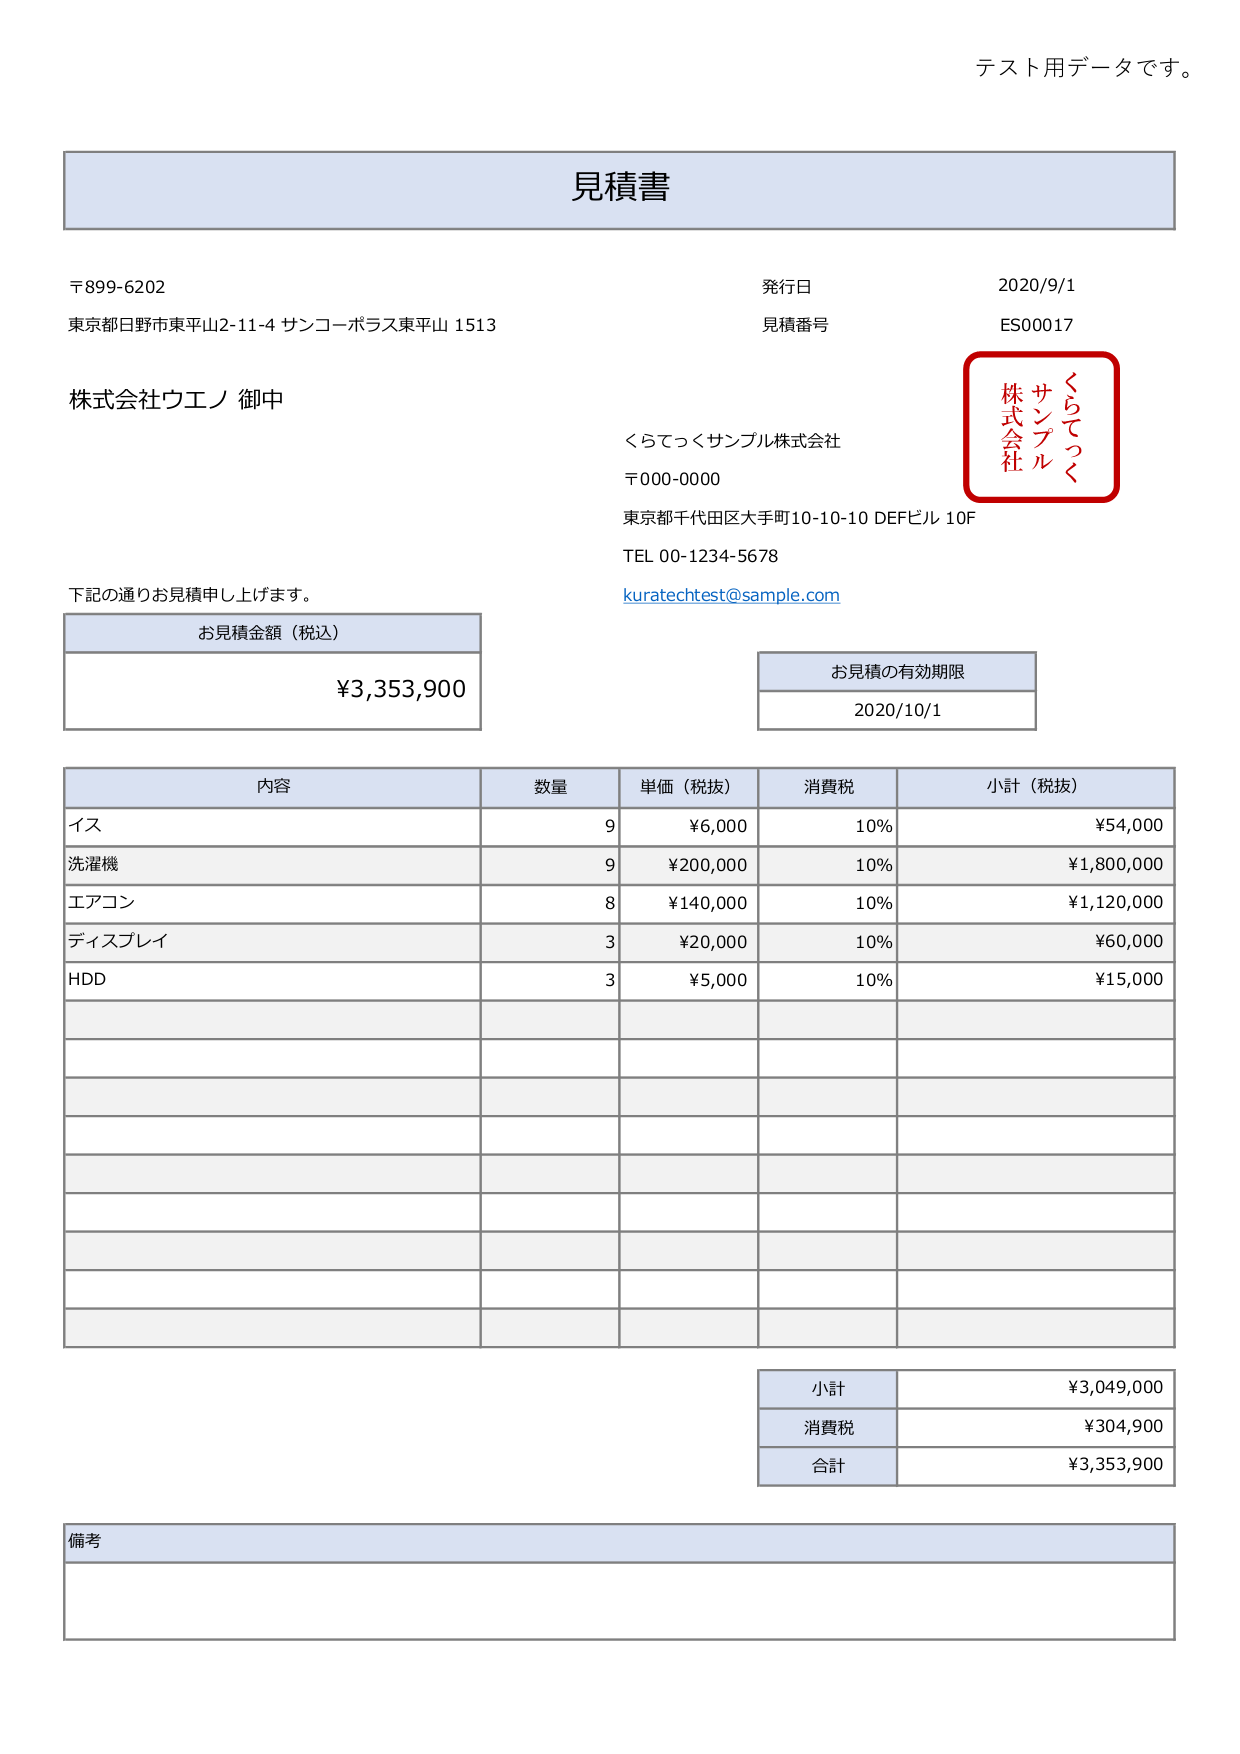 テスト用データです。
見積書
〒899-6202
発行日 2020/9/1
東京都日野市東平山2-11-4 サンコーポラス東平山 1513
見積番号 ES00017
株式会社ウエノ 御中
くらてっく
サンプル
株式会社
くらてっくサンプル株式会社
〒000-0000
東京都千代田区大手町10-10-10 DEFビル 10F
TEL 00-1234-5678
下記の通りお見積申し上げます。
kuratechtest@sample.com
お見積金額（税込）
¥3,353,900
お見積の有効期限
2020/10/1
内容 数量 単価（税抜） 消費税 小計（税抜）
イス 9 ¥6,000 10% ¥54,000
洗濯機 9 ¥200,000 10% ¥1,800,000
エアコン 8 ¥140,000 10% ¥1,120,000
ディスプレイ 3 ¥20,000 10% ¥60,000
HDD 3 ¥5,000 10% ¥15,000
小計 ¥3,049,000
消費税 ¥304,900
合計 ¥3,353,900
備考